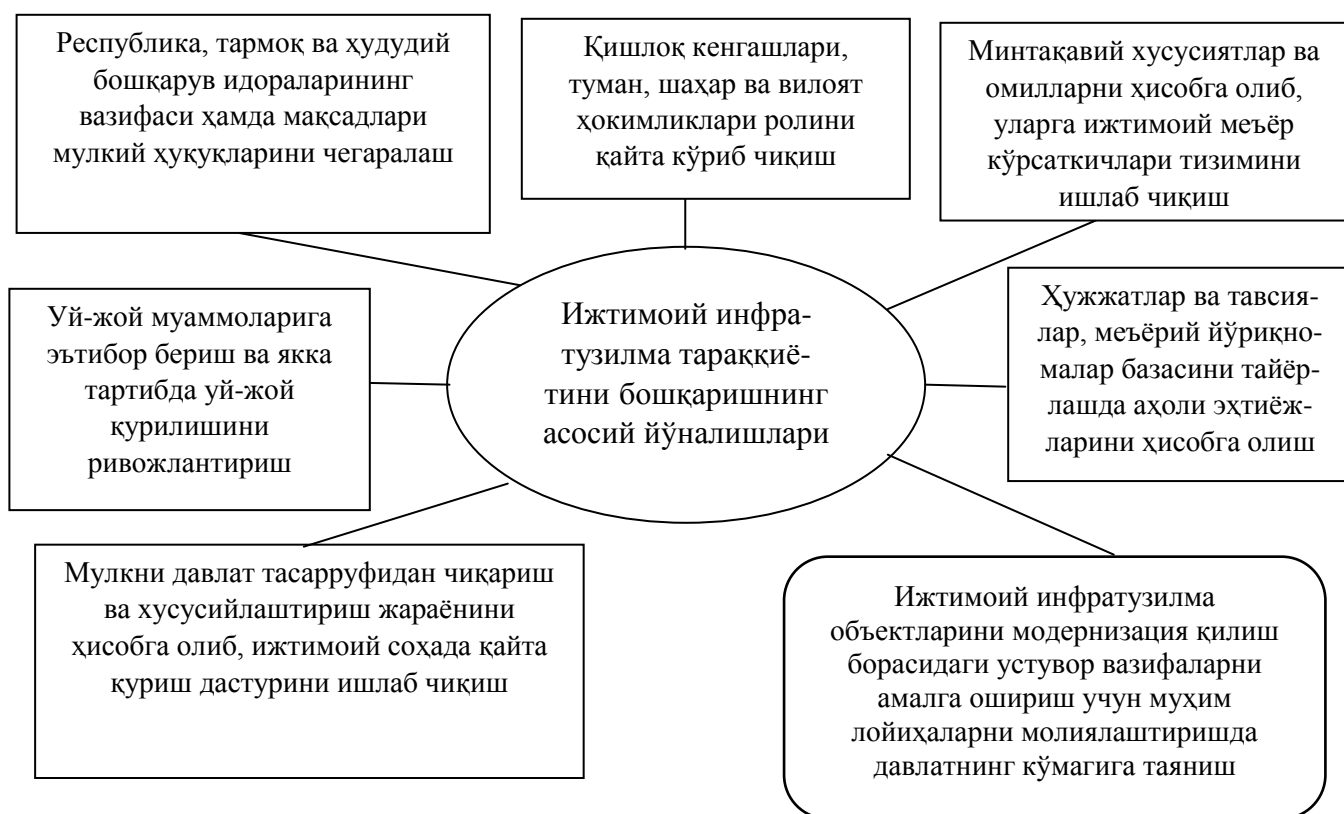 Республика, тармоқ ва ҳудудий
бошқарув идораларининг
вазифаси ҳамда мақсадлари
мулкий ҳуқуқларини чегаралаш
Қишлоқ кенгашлари,
туман, шаҳар ва вилоят
ҳокимликлари ролини
қайта кўриб чиқиш
Минтақавий хусусиятлар ва
омилларни ҳисобга олиб,
уларга ижтимоий меъёр
кўрсаткичлари тизимини
ишлаб чиқиш
Уй-жой муаммоларига
эътибор бериш ва якка
тартибда уй-жой
қурилишини
ривожлантириш
Ижтимоий инфра-
тузилма тараққиё-
тини бошқаришнинг
асосий йўналишлари
Ҳужжатлар ва тавсия-
лар, меъёрий йўриқно-
малар базасини тайёр-
лашда аҳоли эҳтиёж-
ларини ҳисобга олиш
Мулкни давлат тасарруфидан чиқариш
ва хусусийлаштириш жараёнини
ҳисобга олиб, ижтимоий соҳада қайта
қуриш дастурини ишлаб чиқиш
Ижтимоий инфратузилма
объектларини модернизация қилиш
борасидаги устувор вазифаларни
амалга ошириш учун муҳим
лойиҳаларни молиялаштиришда
давлатнинг кўмагига таяниш